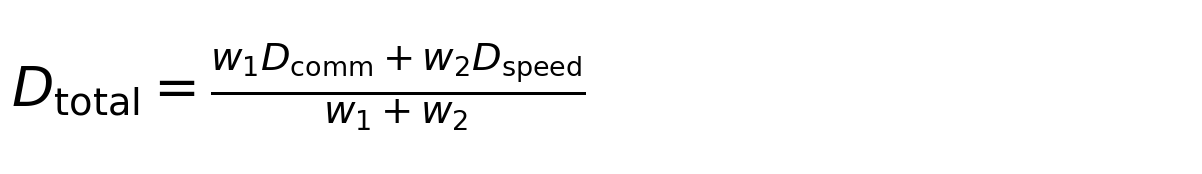 D_total = (w_1 D_comm + w_2 D_speed) / (w_1 + w_2)